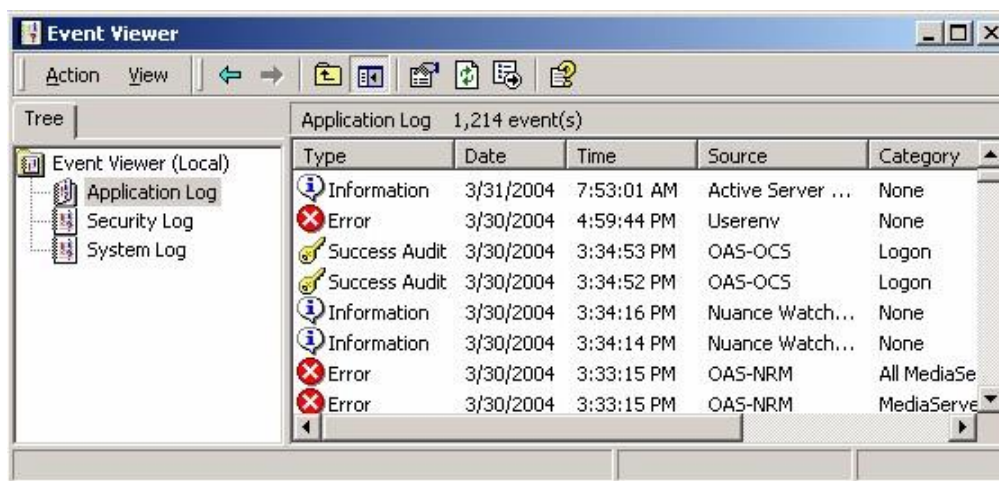 Event Viewer
Action View
Tree
Application Log 1,214 event(s)
Event Viewer (Local)
Application Log
Security Log
System Log
Type Date Time Source Category
Information 3/31/2004 7:53:01 AM Active Server ... None
Error 3/30/2004 4:59:44 PM Userenv None
Success Audit 3/30/2004 3:34:53 PM OAS-OCS Logon
Success Audit 3/30/2004 3:34:52 PM OAS-OCS Logon
Information 3/30/2004 3:34:16 PM Nuance Watch... None
Information 3/30/2004 3:34:14 PM Nuance Watch... None
Error 3/30/2004 3:33:15 PM OAS-NRM All MediaSe
Error 3/30/2004 3:33:15 PM OAS-NRM MediaServe